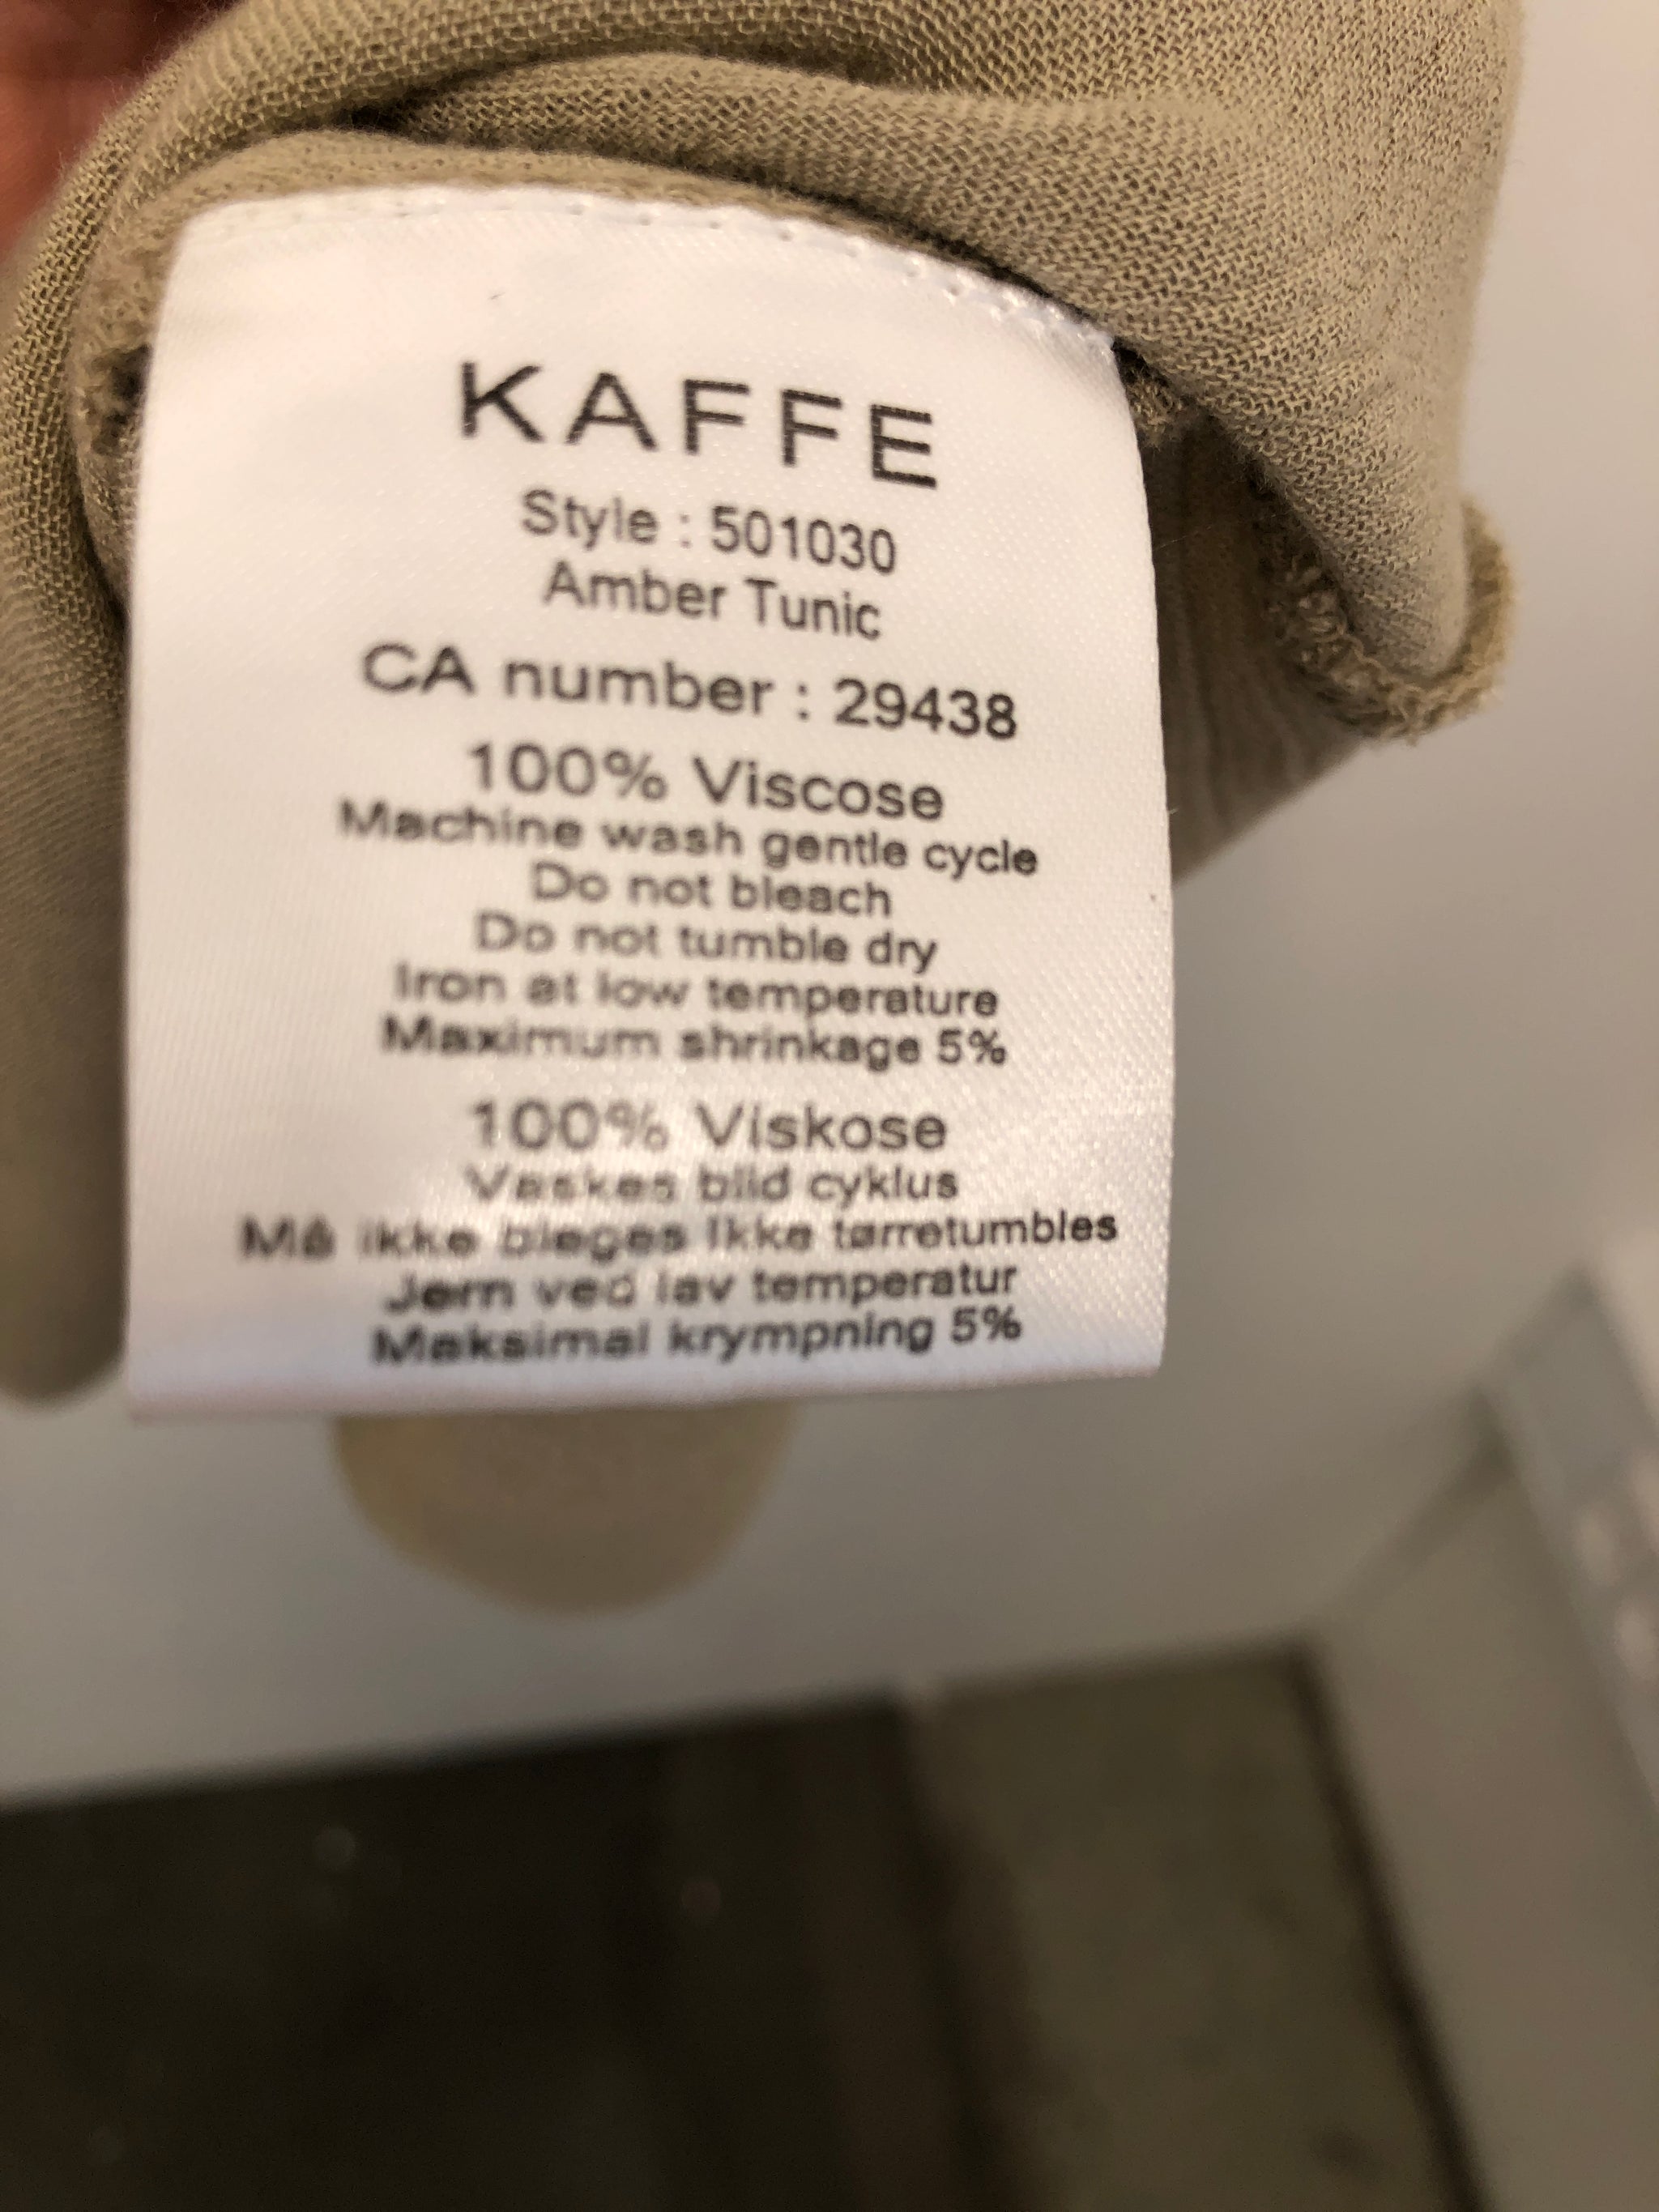 KAFFE
Style : 501030
Amber Tunic
CA number : 29438
100% Viscose
Machine wash gentle cycle
Do not bleach
Do not tumble dry
Iron at low temperature
Maximum shrinkage 5%
100% Viskose
Vaskes blid cyklus
Må ikke bleges Ikke tørretumbles
Jern ved lav temperatur
Maksimal krympning 5%